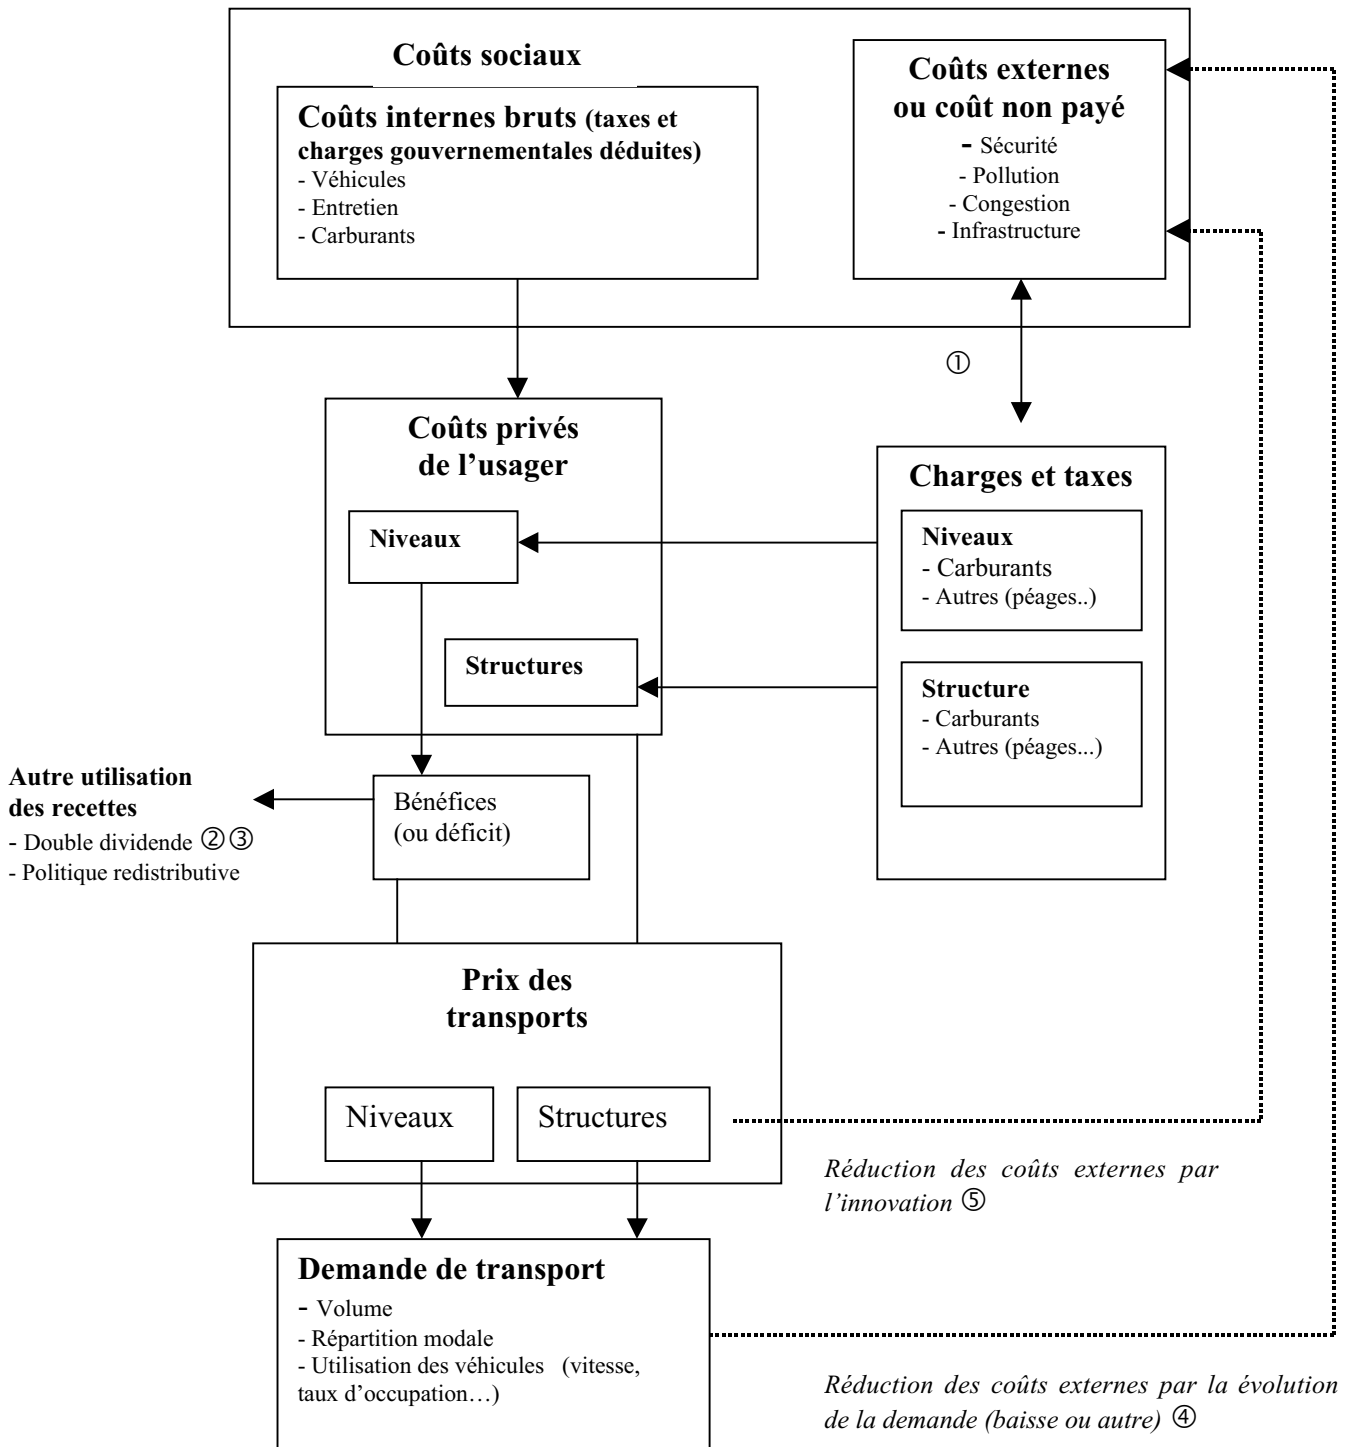 Coûts sociaux
Coûts internes bruts (taxes et
charges gouvernementales déduites)
- Véhicules
- Entretien
- Carburants
Coûts externes
ou coût non payé
- Sécurité
- Pollution
- Congestion
- Infrastructure
①
Coûts privés
de l’usager
Niveaux
Structures
Charges et taxes
Niveaux
- Carburants
- Autres (péages..)
Structure
- Carburants
- Autres (péages...)
Autre utilisation
des recettes
- Double dividende ②③
- Politique redistributive
Bénéfices
(ou déficit)
Prix des
transports
Niveaux
Structures
Réduction des coûts externes par
l’innovation ⑤
Demande de transport
- Volume
- Répartition modale
- Utilisation des véhicules (vitesse,
taux d’occupation…)
Réduction des coûts externes par la évolution
de la demande (baisse ou autre) ④